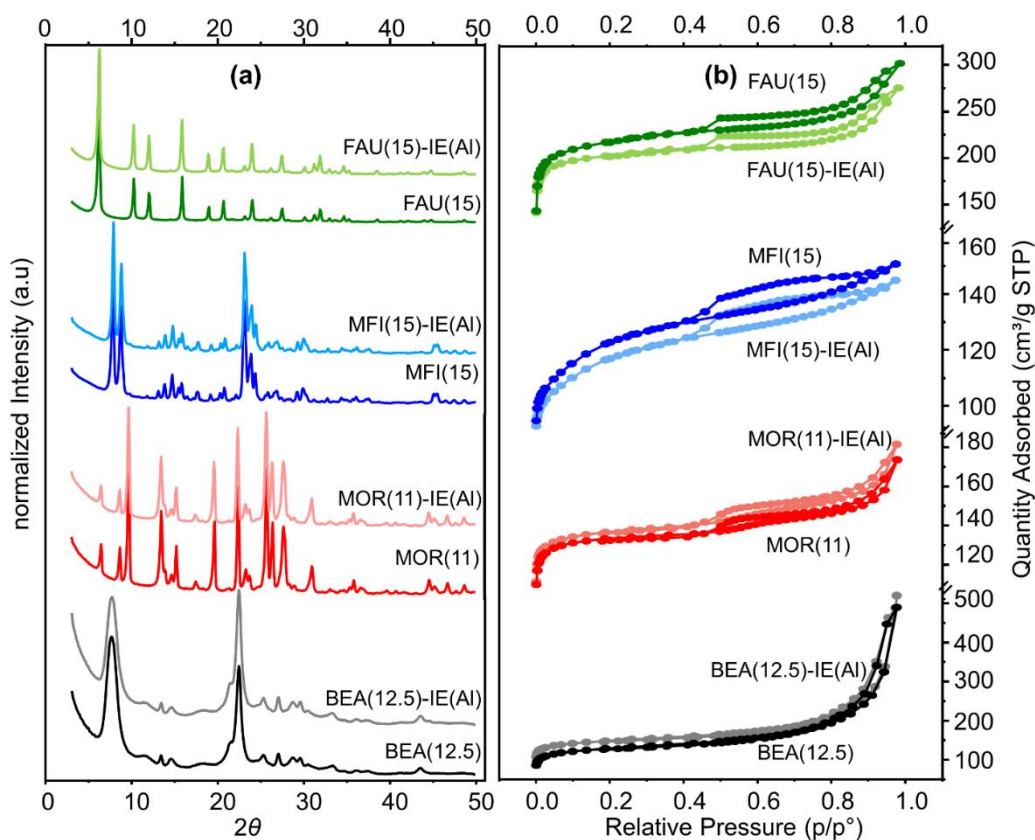 0 10 20 30 40 50
(a)
FAU(15)-IE(Al)
FAU(15)
MFI(15)-IE(Al)
MFI(15)
MOR(11)-IE(Al)
MOR(11)
BEA(12.5)-IE(Al)
BEA(12.5)
0 10 20 30 40 50
2θ
normalized Intensity (a.u)
0.0 0.2 0.4 0.6 0.8 1.0
(b)
FAU(15)
FAU(15)-IE(Al)
MFI(15)
MFI(15)-IE(Al)
MOR(11)-IE(Al)
MOR(11)
BEA(12.5)-IE(Al)
BEA(12.5)
300
250
200
150
160
140
120
100
180
160
140
120
500
400
300
200
100
0.0 0.2 0.4 0.6 0.8 1.0
Relative Pressure (p/p°)
Quantity Adsorbed (cm³/g STP)